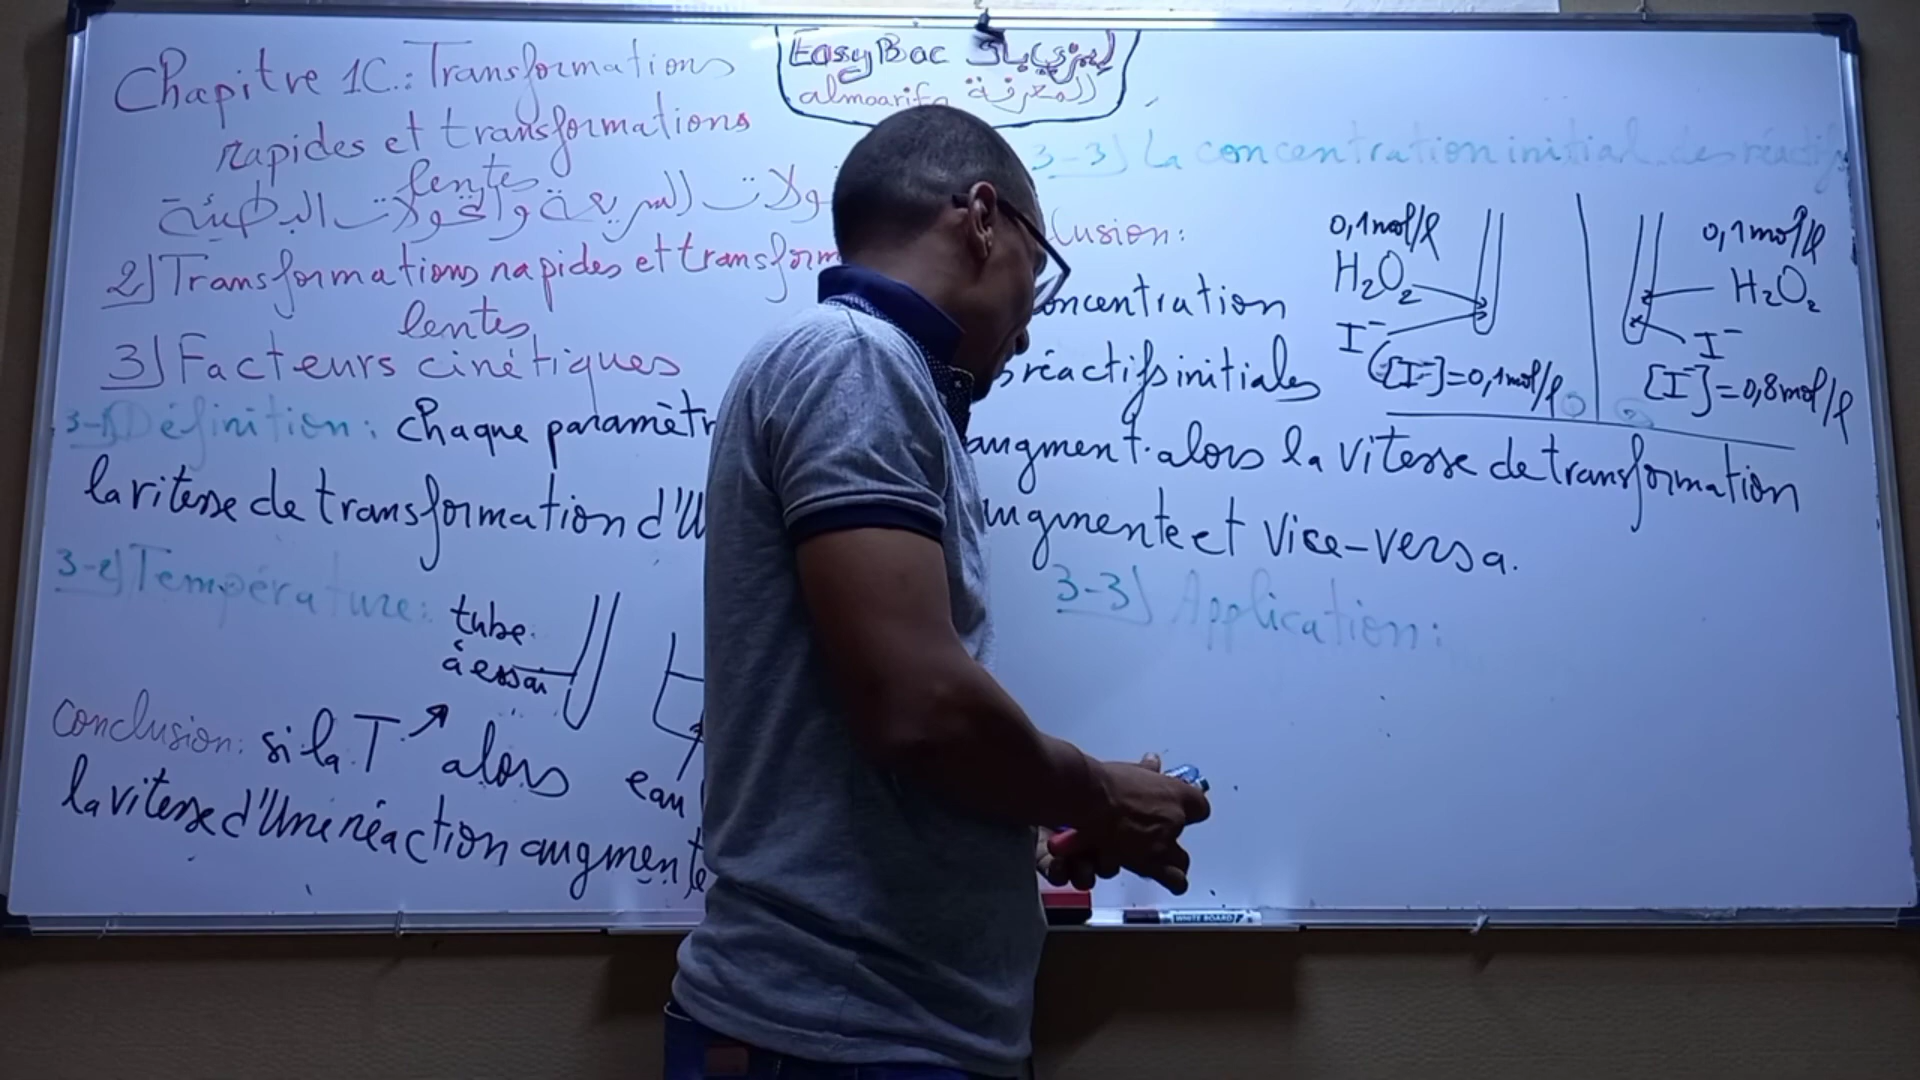 Chapitre 1C: Transformations
rapides et transformations
lentes
السريعة والتحولات البطيئة
2) Transformations rapides et transform
lentes
3) Facteurs cinétiques
3-1) Définition: chaque paramètr
la vitesse de transformation d'U
3-2) Température: tube
à essai
conclusion: si la T ↗ alors
eau
la vitesse d'Une réaction augmente
EasyBac ايزي باك
almoarifa المعرفة
3-3) La concentration initial des réactifs
lusion:
oncentration
réactifs initiales
augment. alors la vitesse de transformation
augmente et vice-versa.
0,1mol/l
H₂O₂
I⁻
[I⁻]=0,1mol/l
0,1mol/l
H₂O₂
I⁻
[I⁻]=0,8mol/l
3-3) Application:
WHITE BOARD